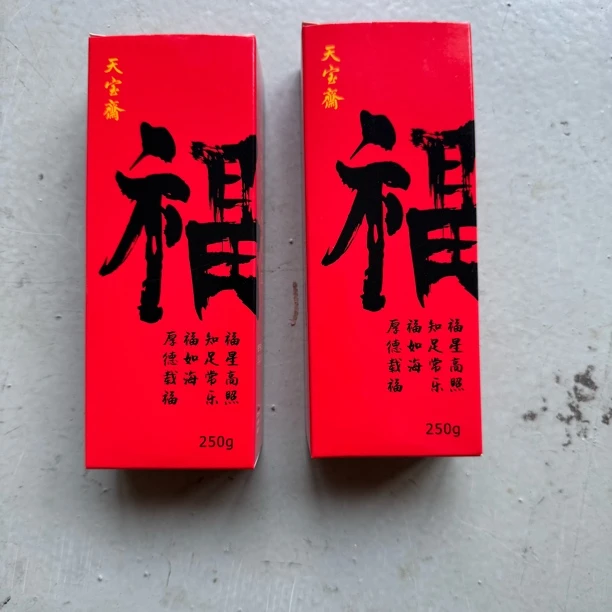 天宝齋
福
福星高照
知足常乐
福如海
厚德载福
250g
天宝齋
福
福星高照
知足常乐
福如海
厚德载福
250g